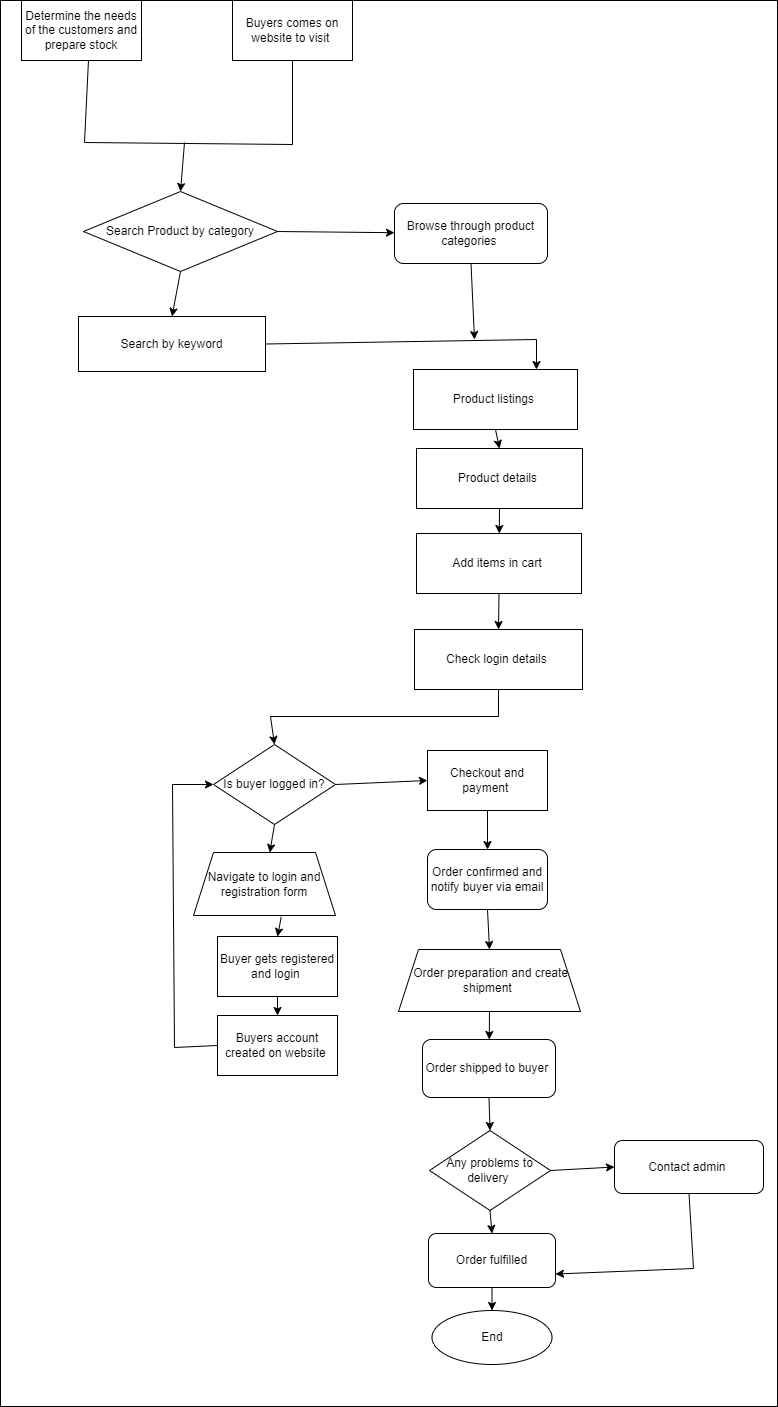 Determine the needs
of the customers and
prepare stock
Buyers comes on
website to visit
Search Product by category
Browse through product
categories
Search by keyword
Product listings
Product details
Add items in cart
Check login details
Is buyer logged in?
Checkout and
payment
Navigate to login and
registration form
Order confirmed and
notify buyer via email
Buyer gets registered
and login
Order preparation and create
shipment
Buyers account
created on website
Order shipped to buyer
Any problems to
delivery
Contact admin
Order fulfilled
End